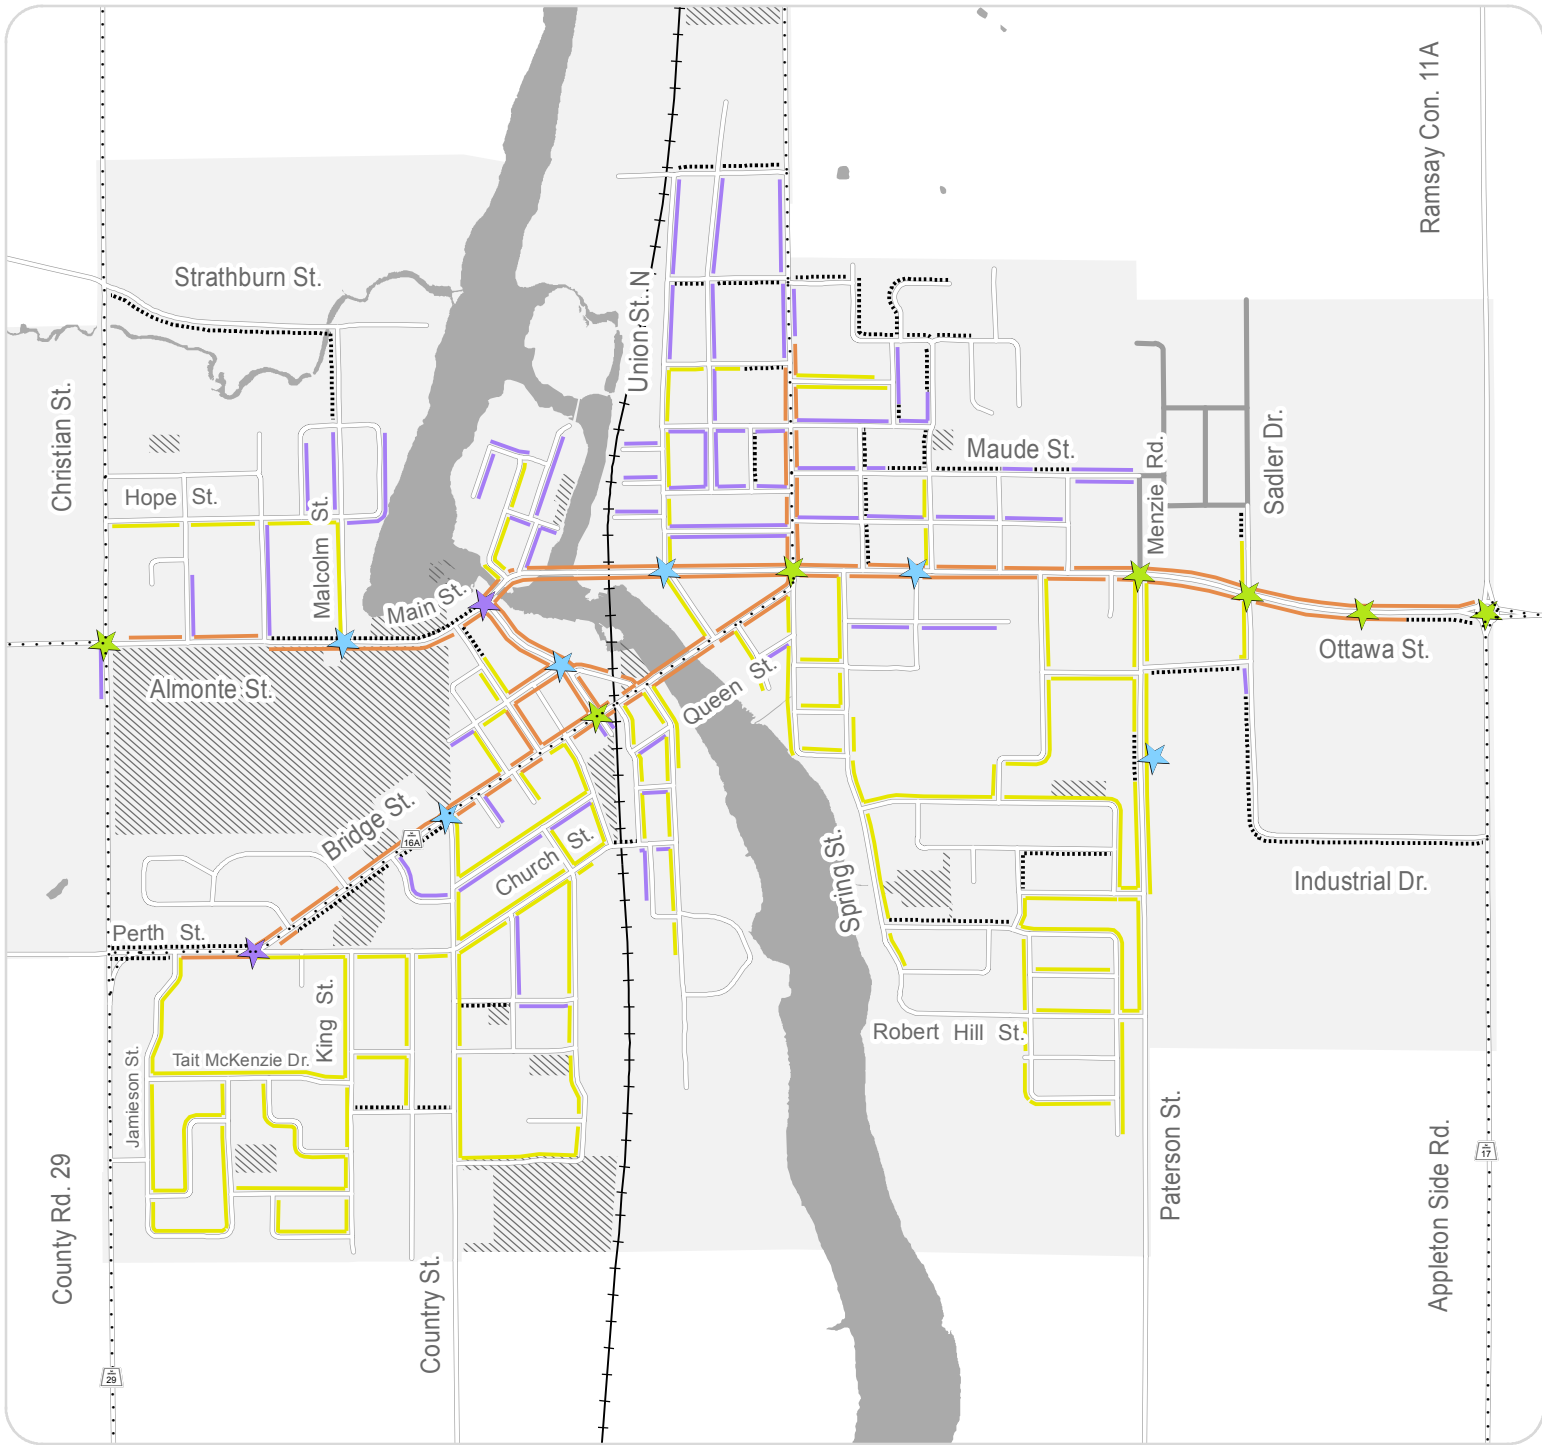 Ramsay Con. 11A
Strathburn St.
Union St. N
Christian St.
Maude St.
Hope St.
Malcolm St.
Menzie Rd.
Sadler Dr.
Main St.
Almonte St.
Queen St.
Ottawa St.
Bridge St.
16A
Church St.
Spring St.
Industrial Dr.
Perth St.
King St.
Robert Hill St.
Tait McKenzie Dr.
Jamieson St.
County Rd. 29
Paterson St.
Appleton Side Rd.
17
Country St.
29